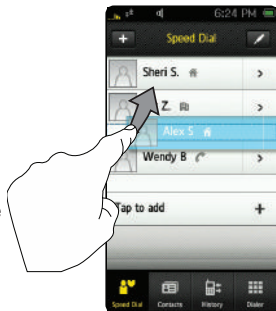 6:24 PM
Speed Dial
Sheri S.
Z.
Alex S
Wendy B
Tap to add
Speed Dial
Contacts
History
Dialer